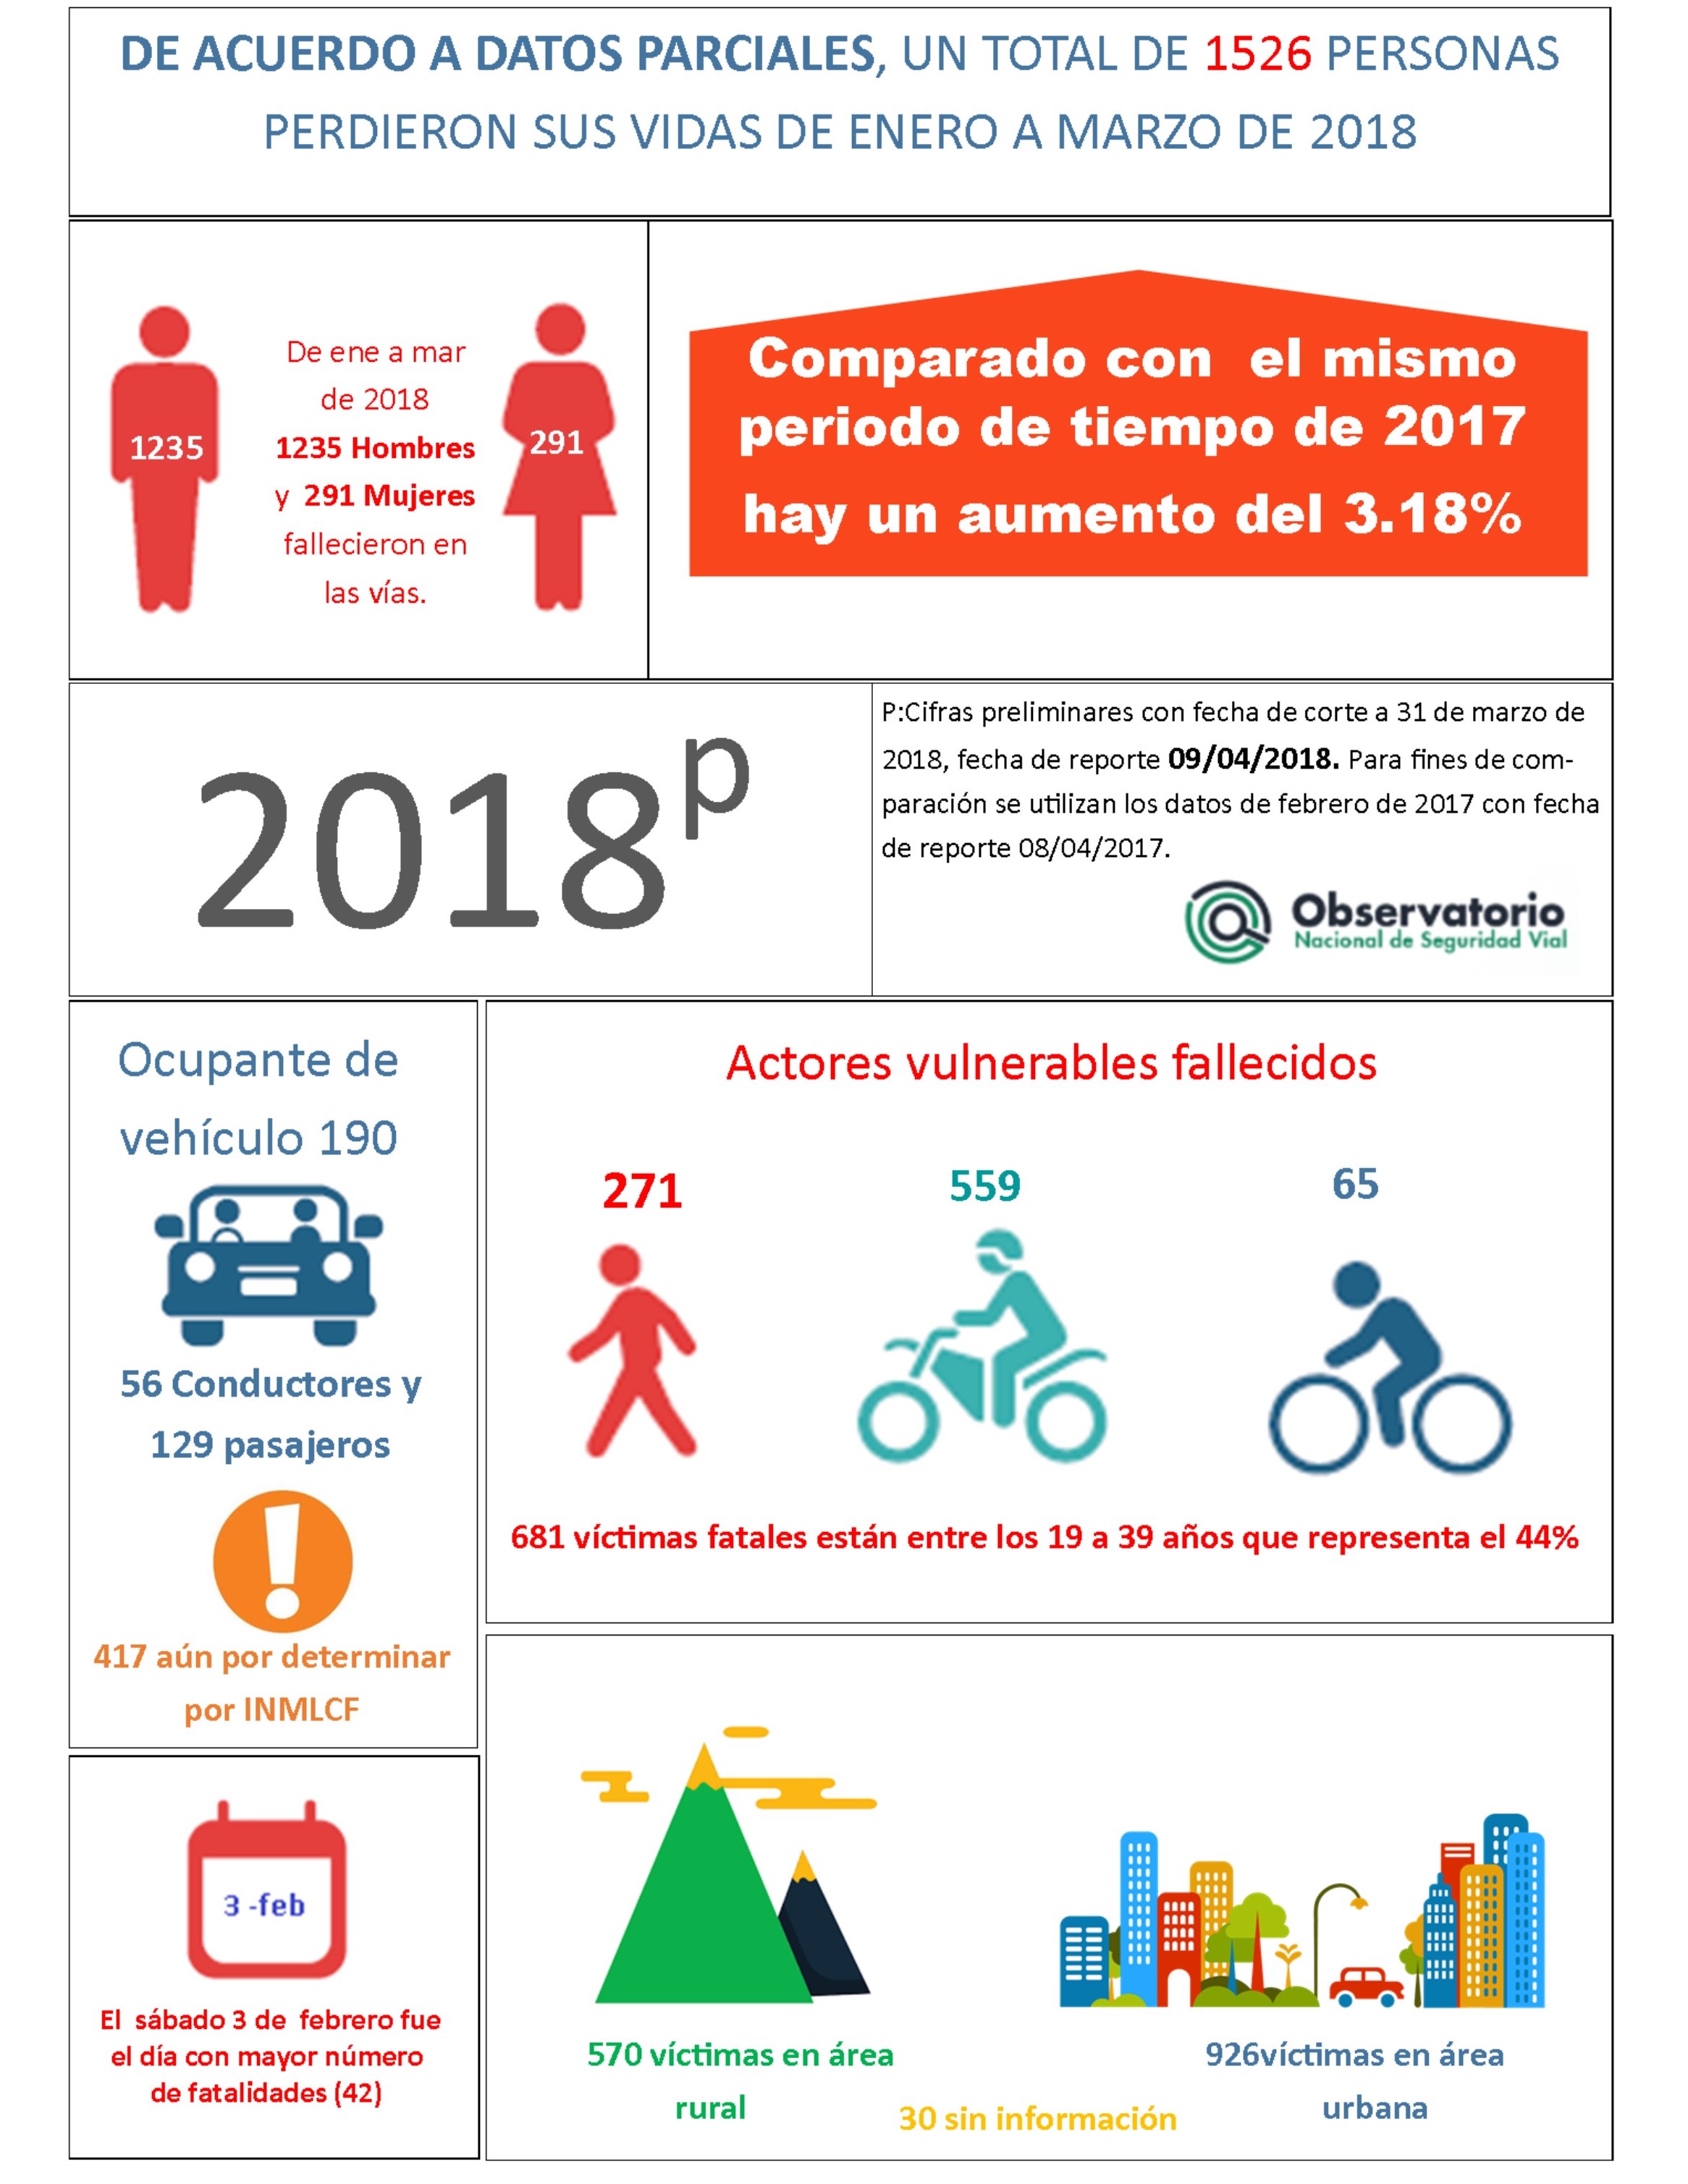 DE ACUERDO A DATOS PARCIALES, UN TOTAL DE 1526 PERSONAS
PERDIERON SUS VIDAS DE ENERO A MARZO DE 2018
1235
De ene a mar
de 2018
1235 Hombres
y 291 Mujeres
fallecieron en
las vías.
291
Comparado con el mismo
periodo de tiempo de 2017
hay un aumento del 3.18%
2018p
P:Cifras preliminares con fecha de corte a 31 de marzo de
2018, fecha de reporte 09/04/2018. Para fines de com-
paración se utilizan los datos de febrero de 2017 con fecha
de reporte 08/04/2017.
Observatorio
Nacional de Seguridad Vial
Ocupante de
vehículo 190
56 Conductores y
129 pasajeros
417 aún por determinar
por INMLCF
Actores vulnerables fallecidos
271
559
65
681 víctimas fatales están entre los 19 a 39 años que representa el 44%
3 -feb
El sábado 3 de febrero fue
el día con mayor número
de fatalidades (42)
570 víctimas en área
rural
30 sin información
926víctimas en área
urbana